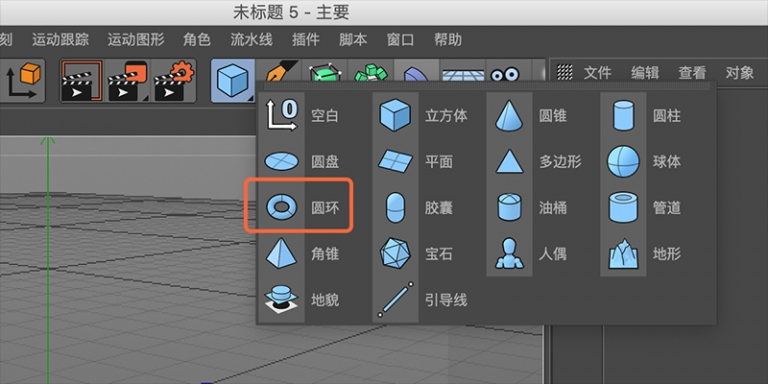 未标题 5 - 主要
刻 运动跟踪 运动图形 角色 流水线 插件 脚本 窗口 帮助
文件 编辑 查看 对象
0 空白 立方体 圆锥 圆柱
圆盘 平面 多边形 球体
圆环 胶囊 油桶 管道
角锥 宝石 人偶 地形
地貌 引导线